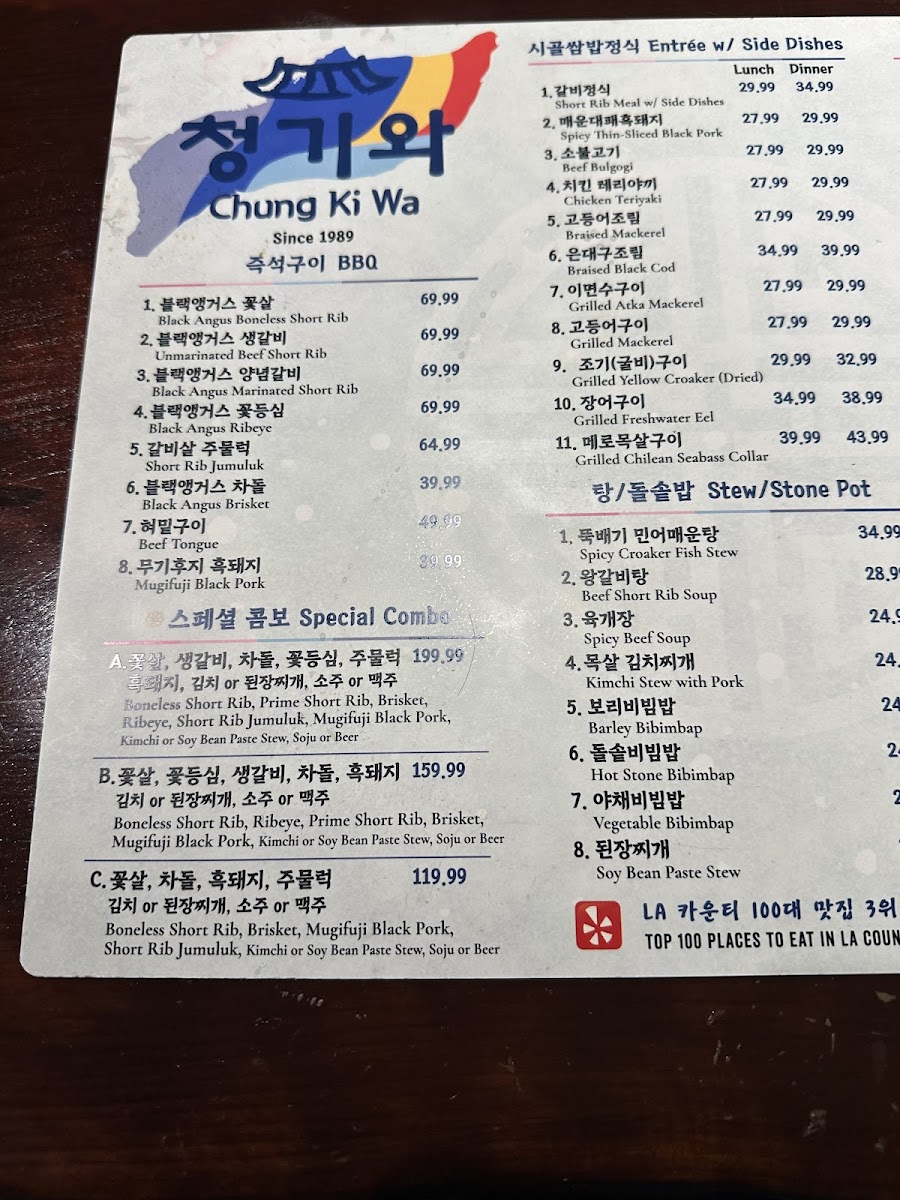 청기와
Chung Ki Wa
Since 1989
즉석구이 BBQ
1. 블랙앵거스 꽃살 69.99
Black Angus Boneless Short Rib
2. 블랙앵거스 생갈비 69.99
Unmarinated Beef Short Rib
3. 블랙앵거스 양념갈비 69.99
Black Angus Marinated Short Rib
4. 블랙앵거스 꽃등심 69.99
Black Angus Ribeye
5. 갈비살 주물럭 64.99
Short Rib Jumuluk
6. 블랙앵거스 차돌 39.99
Black Angus Brisket
7. 혀밑구이 49.99
Beef Tongue
8. 무기후지 흑돼지 39.99
Mugifuji Black Pork
스페셜 콤보 Special Combo
A. 꽃살, 생갈비, 차돌, 꽃등심, 주물럭 199.99
흑돼지, 김치 or 된장찌개, 소주 or 맥주
Boneless Short Rib, Prime Short Rib, Brisket,
Ribeye, Short Rib Jumuluk, Mugifuji Black Pork,
Kimchi or Soy Bean Paste Stew, Soju or Beer
B. 꽃살, 꽃등심, 생갈비, 차돌, 흑돼지 159.99
김치 or 된장찌개, 소주 or 맥주
Boneless Short Rib, Ribeye, Prime Short Rib, Brisket,
Mugifuji Black Pork, Kimchi or Soy Bean Paste Stew, Soju or Beer
C. 꽃살, 차돌, 흑돼지, 주물럭 119.99
김치 or 된장찌개, 소주 or 맥주
Boneless Short Rib, Brisket, Mugifuji Black Pork,
Short Rib Jumuluk, Kimchi or Soy Bean Paste Stew, Soju or Beer
시골쌈밥정식 Entrée w/ Side Dishes
Lunch Dinner
1. 갈비정식 29.99 34.99
Short Rib Meal w/ Side Dishes
2. 매운대패흑돼지 27.99 29.99
Spicy Thin-Sliced Black Pork
3. 소불고기 27.99 29.99
Beef Bulgogi
4. 치킨 테리야끼 27.99 29.99
Chicken Teriyaki
5. 고등어조림 27.99 29.99
Braised Mackerel
6. 은대구조림 34.99 39.99
Braised Black Cod
7. 이면수구이 27.99 29.99
Grilled Atka Mackerel
8. 고등어구이 27.99 29.99
Grilled Mackerel
9. 조기(굴비)구이 29.99 32.99
Grilled Yellow Croaker (Dried)
10. 장어구이 34.99 38.99
Grilled Freshwater Eel
11. 메로목살구이 39.99 43.99
Grilled Chilean Seabass Collar
탕/돌솥밥 Stew/Stone Pot
1. 뚝배기 민어매운탕 34.99
Spicy Croaker Fish Stew
2. 왕갈비탕 28.9
Beef Short Rib Soup
3. 육개장 24.9
Spicy Beef Soup
4. 목살 김치찌개 24.
Kimchi Stew with Pork
5. 보리비빔밥 24
Barley Bibimbap
6. 돌솥비빔밥 2
Hot Stone Bibimbap
7. 야채비빔밥 2
Vegetable Bibimbap
8. 된장찌개
Soy Bean Paste Stew
LA 카운티 100대 맛집 3위
TOP 100 PLACES TO EAT IN LA COUN